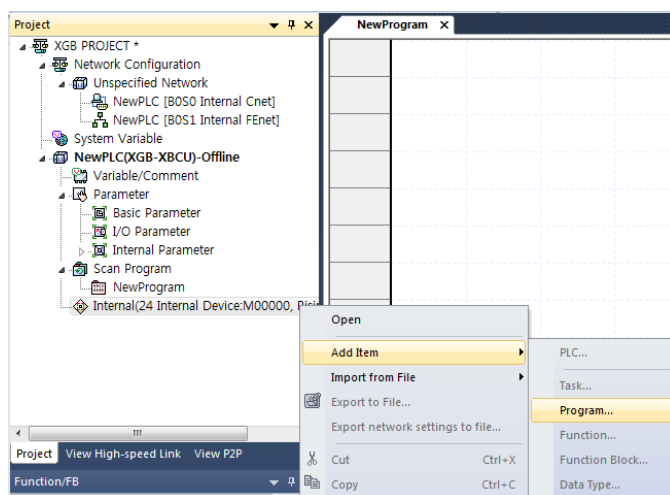 Project
NewProgram
XGB PROJECT *
Network Configuration
Unspecified Network
NewPLC [B0S0 Internal Cnet]
NewPLC [B0S1 Internal FEnet]
System Variable
NewPLC(XGB-XBCU)-Offline
Variable/Comment
Parameter
Basic Parameter
I/O Parameter
Internal Parameter
Scan Program
NewProgram
Internal(24 Internal Device:M00000,
Open
Add Item
PLC...
Import from File
Task...
Export to File...
Program...
Export network settings to file...
Function...
Project View High-speed Link View P2P
Cut Ctrl+X
Function Block...
Function/FB
Copy Ctrl+C
Data Type...